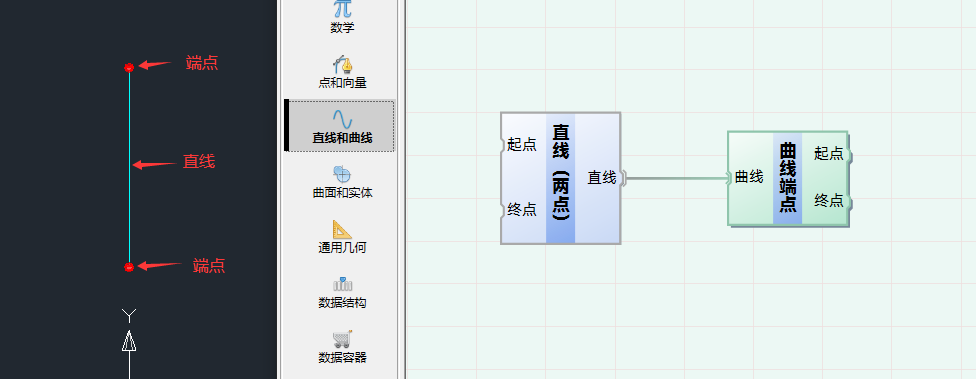 端点
直线
端点
Y
数学
点和向量
直线和曲线
曲面和实体
通用几何
数据结构
数据容器
起点
终点
直线（两点）
直线
曲线
曲线端点
起点
终点